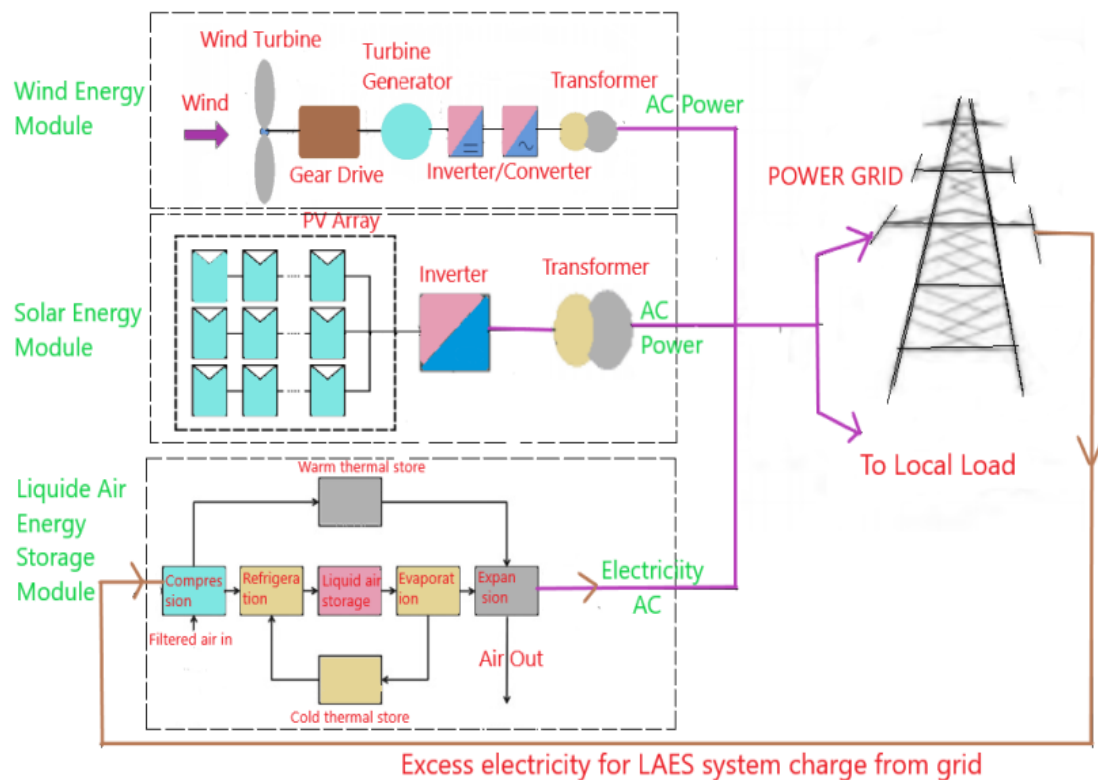 Wind Energy
Module
Wind Turbine
Wind
Turbine
Generator
Transformer
AC Power
Gear Drive
Inverter/Converter
POWER GRID
Solar Energy
Module
PV Array
Inverter
Transformer
AC
Power
To Local Load
Liquide Air
Energy
Storage
Module
Warm thermal store
Compres
sion
Refrigera
tion
Liquid air
storage
Evaporat
ion
Expan
sion
Electriciity
AC
Filtered air in
Air Out
Cold thermal store
Excess electricity for LAES system charge from grid